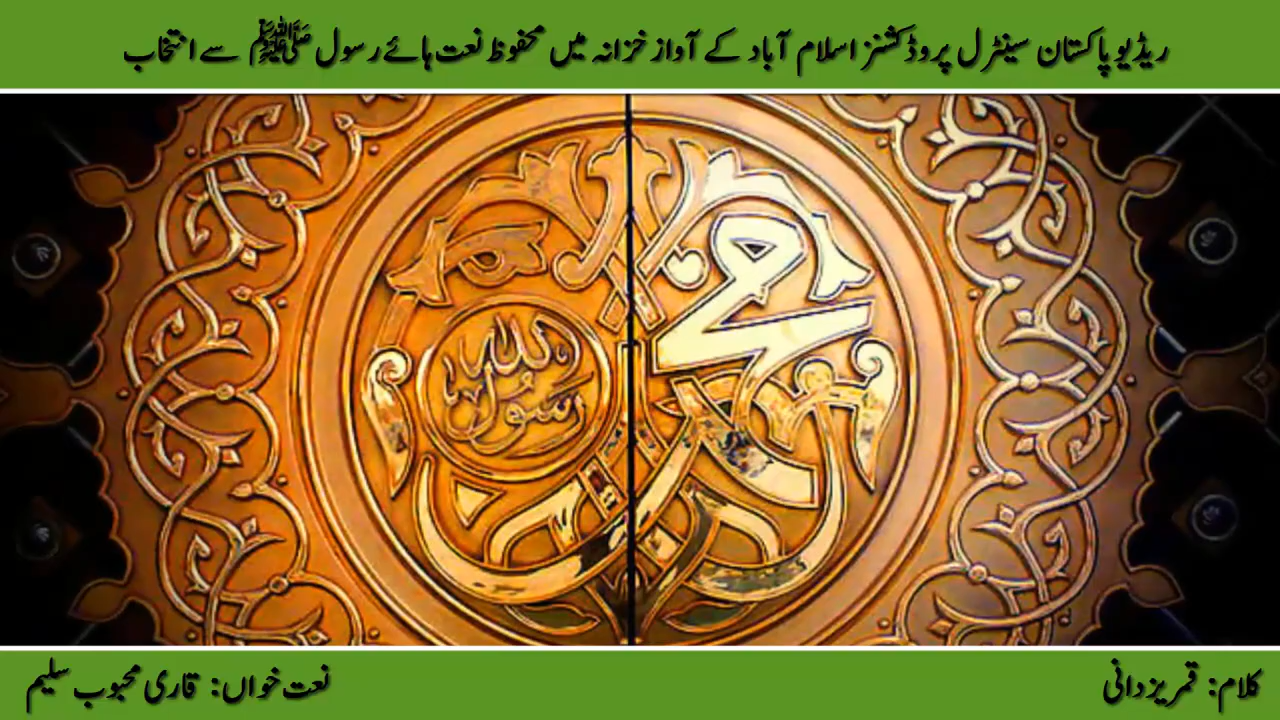 ریڈیو پاکستان سینٹرل پروڈکشنز اسلام آباد کے آواز خزانہ میں محفوظ نعت ہائے رسول ﷺ سے انتخاب
محمد
رسول الله
کلام: قمر یزدانی
نعت خواں: قاری محبوب سلیم